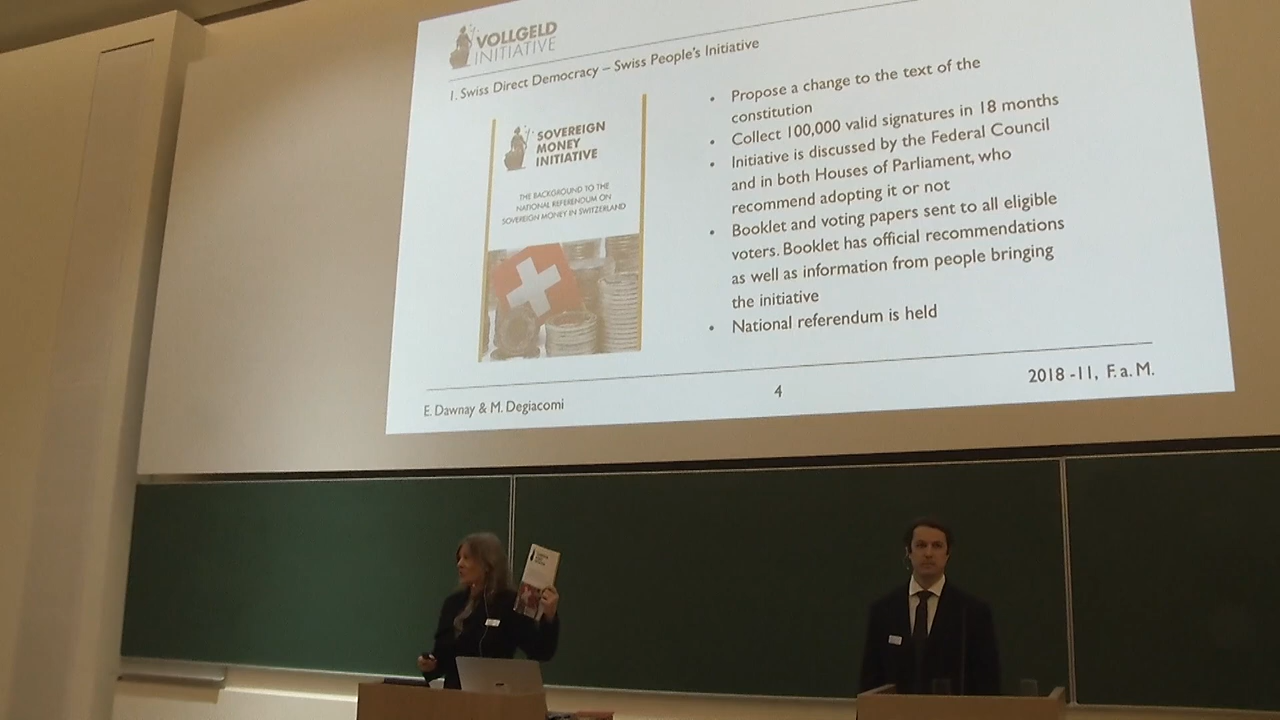 VOLLGELD
INITIATIVE
1. Swiss Direct Democracy – Swiss People's Initiative
SOVEREIGN
MONEY
INITIATIVE
THE BACKGROUND TO THE
NATIONAL REFERENDUM ON
SOVEREIGN MONEY IN SWITZERLAND
• Propose a change to the text of the
constitution
• Collect 100,000 valid signatures in 18 months
• Initiative is discussed by the Federal Council
and in both Houses of Parliament, who
recommend adopting it or not
• Booklet and voting papers sent to all eligible
voters. Booklet has official recommendations
as well as information from people bringing
the initiative
• National referendum is held
E. Dawnay & M. Degiacomi
4
2018 -11, F. a. M.